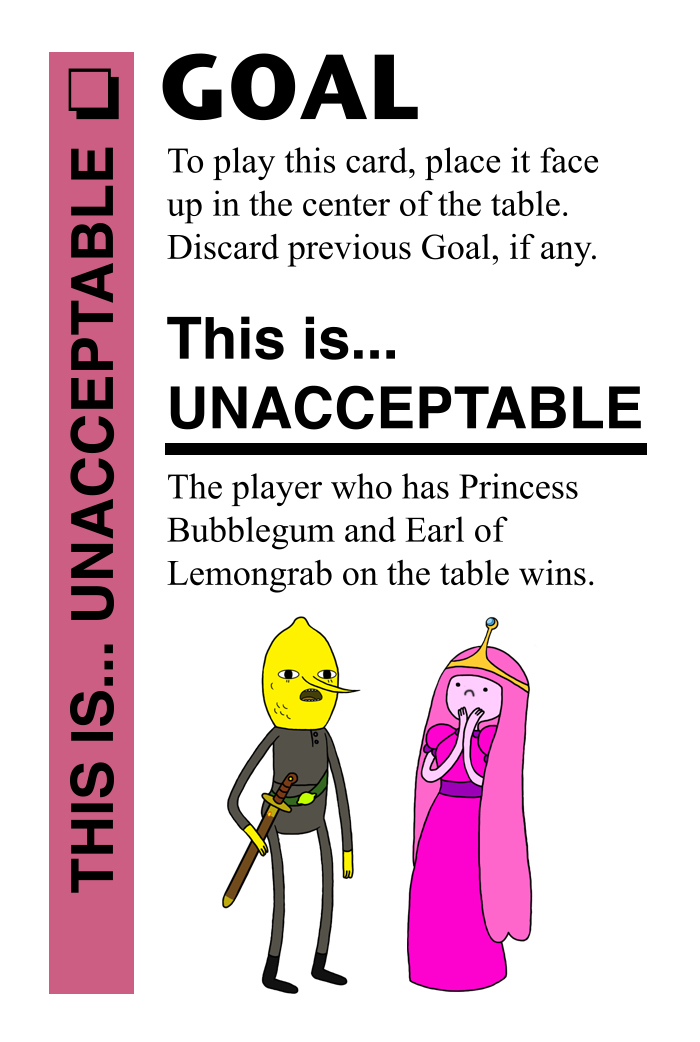 THIS IS... UNACCEPTABLE
GOAL
To play this card, place it face
up in the center of the table.
Discard previous Goal, if any.
This is...
UNACCEPTABLE
The player who has Princess
Bubblegum and Earl of
Lemongrab on the table wins.